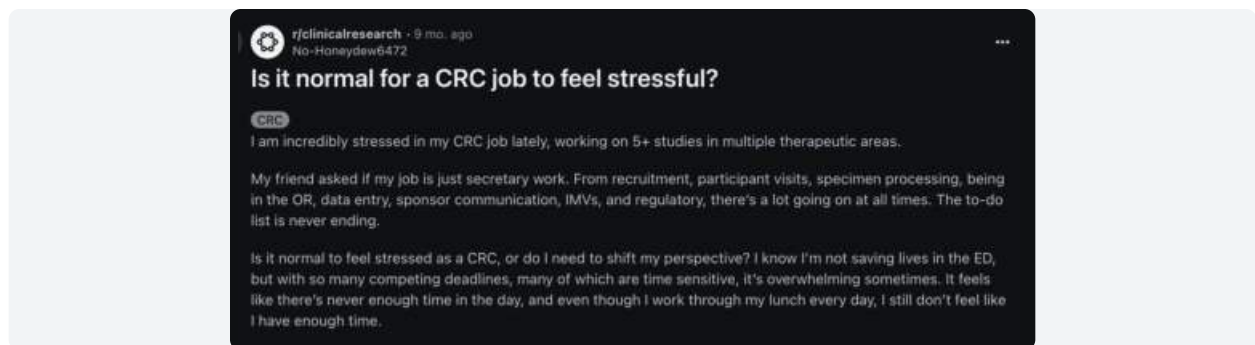 r/clinicalresearch • 9 mo. ago
No-Honeydew6472
Is it normal for a CRC job to feel stressful?
CRC
I am incredibly stressed in my CRC job lately, working on 5+ studies in multiple therapeutic areas.
My friend asked if my job is just secretary work. From recruitment, participant visits, specimen processing, being
in the OR, data entry, sponsor communication, IMVs, and regulatory, there's a lot going on at all times. The to-do
list is never ending.
Is it normal to feel stressed as a CRC, or do I need to shift my perspective? I know I'm not saving lives in the ED,
but with so many competing deadlines, many of which are time sensitive, it's overwhelming sometimes. It feels
like there's never enough time in the day, and even though I work through my lunch every day, I still don't feel like
I have enough time.